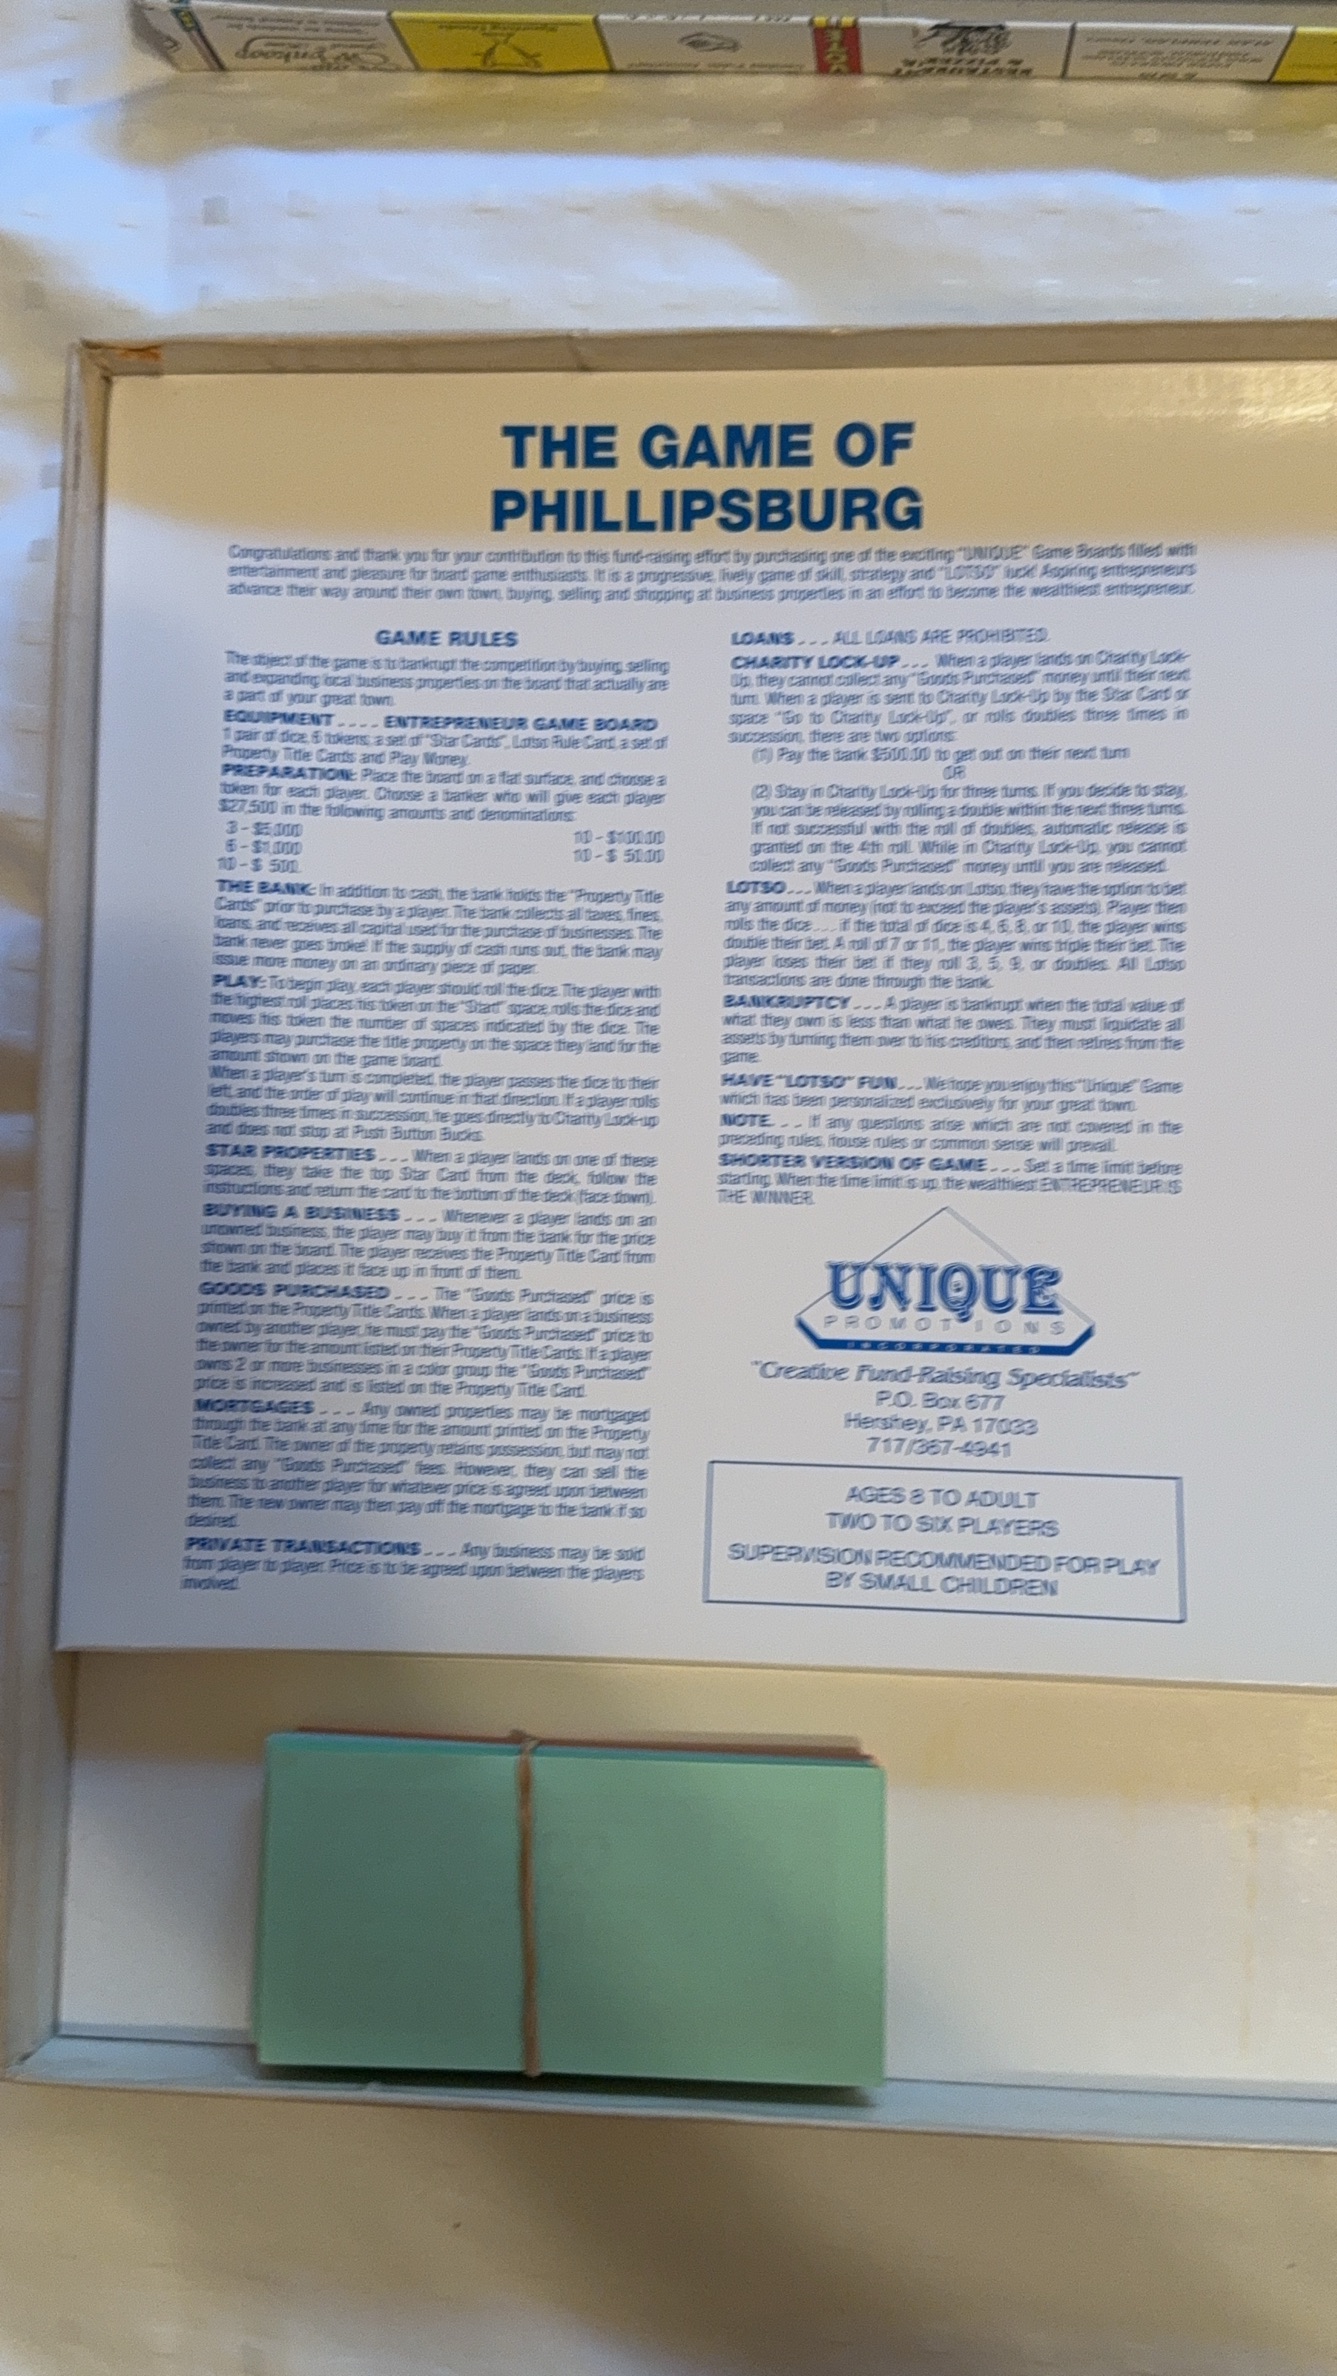 THE GAME OF
PHILLIPSBURG
Congratulations and thank you for your contribution to this fund-raising effort by purchasing one of the exciting "UNIQUE" Game Boards filled with
entertainment and pleasure for board game enthusiasts. It is a progressive, lively game of skill, strategy and "LOTSO" luck! Aspiring entrepreneurs
advance their way around their own town, buying, selling and shopping at business properties in an effort to become the wealthiest entrepreneur.
GAME RULES
The object of the game is to bankrupt the competition by buying, selling
and expanding local business properties on the board that actually are
a part of your great town.
EQUIPMENT . . . . ENTREPRENEUR GAME BOARD
1 pair of dice, 6 tokens, a set of "Star Cards", Lotso Rule Card, a set of
Property Title Cards and Play Money.
PREPARATION: Place the board on a flat surface, and choose a
token for each player. Choose a banker who will give each player
$27,500 in the following amounts and denominations:
3 - $5,000
6 - $1,000
10 - $ 500.
10 - $100.00
10 - $ 50.00
THE BANK: In addition to cash, the bank holds the "Property Title
Cards" prior to purchase by a player. The bank collects all taxes, fines,
loans, and receives all capital used for the purchase of businesses. The
bank never goes broke! If the supply of cash runs out, the bank may
issue more money on an ordinary piece of paper.
PLAY: To begin play, each player should roll the dice. The player with
the highest roll places his token on the "Start" space, rolls the dice and
moves his token the number of spaces indicated by the dice. The
players may purchase the title property on the space they land for the
amount shown on the game board.
When a player's turn is completed, the player passes the dice to their
left, and the order of play will continue in that direction. If a player rolls
doubles three times in succession, he goes directly to Charity Lock-up
and does not stop at Push Button Bucks.
STAR PROPERTIES . . . When a player lands on one of these
spaces, they take the top Star Card from the deck, follow the
instructions and return the card to the bottom of the deck (face down).
BUYING A BUSINESS . . . Whenever a player lands on an
unowned business, the player may buy it from the bank for the price
shown on the board. The player receives the Property Title Card from
the bank and places it face up in front of them.
GOODS PURCHASED . . . . The "Goods Purchased" price is
printed on the Property Title Cards. When a player lands on a business
owned by another player, he must pay the "Goods Purchased" price to
the owner for the amount listed on their Property Title Cards. If a player
owns 2 or more businesses in a color group the "Goods Purchased"
price is increased and is listed on the Property Title Card.
MORTGAGES . . . . Any owned properties may be mortgaged
through the bank at any time for the amount printed on the Property
Title Card. The owner of the property retains possession, but may not
collect any "Goods Purchased" fees. However, they can sell the
business to another player for whatever price is agreed upon between
them. The new owner may then pay off the mortgage to the bank if so
desired.
PRIVATE TRANSACTIONS . . . . Any business may be sold
from player to player. Price is to be agreed upon between the players
involved.
LOANS . . . . ALL LOANS ARE PROHIBITED.
CHARITY LOCK-UP . . . When a player lands on Charity Lock-
Up, they cannot collect any "Goods Purchased" money until their next
turn. When a player is sent to Charity Lock-Up by the Star Card or
space "Go to Charity Lock-Up", or rolls doubles three times in
succession, there are two options:
(1) Pay the bank $500.00 to get out on their next turn
OR
(2) Stay in Charity Lock-Up for three turns. If you decide to stay,
you can be released by rolling a double within the next three turns.
If not successful with the roll of doubles, automatic release is
granted on the 4th roll. While in Charity Lock-Up, you cannot
collect any "Goods Purchased" money until you are released.
LOTSO . . . When a player lands on Lotso, they have the option to bet
any amount of money (not to exceed the player's assets). Player then
rolls the dice . . . if the total of dice is 4, 6, 8, or 10, the player wins
double their bet. A roll of 7 or 11, the player wins triple their bet. The
player loses their bet if they roll 3, 5, 9, or doubles. All Lotso
transactions are done through the bank.
BANKRUPTCY . . . A player is bankrupt when the total value of
what they own is less than what he owes. They must liquidate all
assets by turning them over to his creditors, and then retires from the
game.
HAVE "LOTSO" FUN . . . We hope you enjoy this "Unique" Game
which has been personalized exclusively for your great town.
NOTE . . . If any questions arise which are not covered in the
preceding rules, house rules or common sense will prevail.
SHORTER VERSION OF GAME . . . . Set a time limit before
starting. When the time limit is up, the wealthiest ENTREPRENEUR IS
THE WINNER.
UNIQUE
PROMOTIONS
INCORPORATED
"Creative Fund-Raising Specialists"
P.O. Box 677
Hershey, PA 17033
717/367-4941
AGES 8 TO ADULT
TWO TO SIX PLAYERS
SUPERVISION RECOMMENDED FOR PLAY
BY SMALL CHILDREN